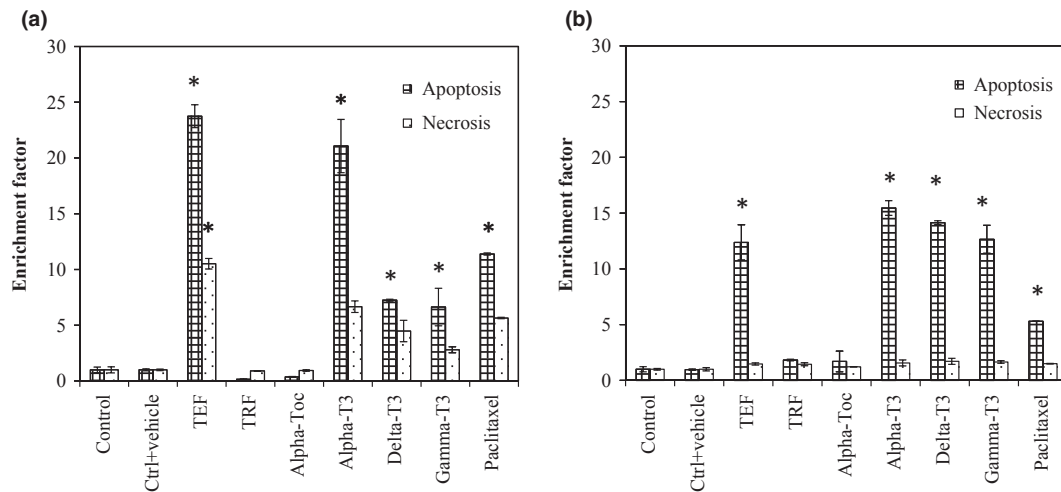 (a)
30
25
20
15
10
5
0
Enrichment factor
Apoptosis
Necrosis
*
*
*
*
*
*
Control
Ctrl+vehicle
TEF
TRF
Alpha-Toc
Alpha-T3
Delta-T3
Gamma-T3
Paclitaxel
(b)
30
25
20
15
10
5
0
Enrichment factor
Apoptosis
Necrosis
*
*
*
*
*
Control
Ctrl+vehicle
TEF
TRF
Alpha-Toc
Alpha-T3
Delta-T3
Gamma-T3
Paclitaxel